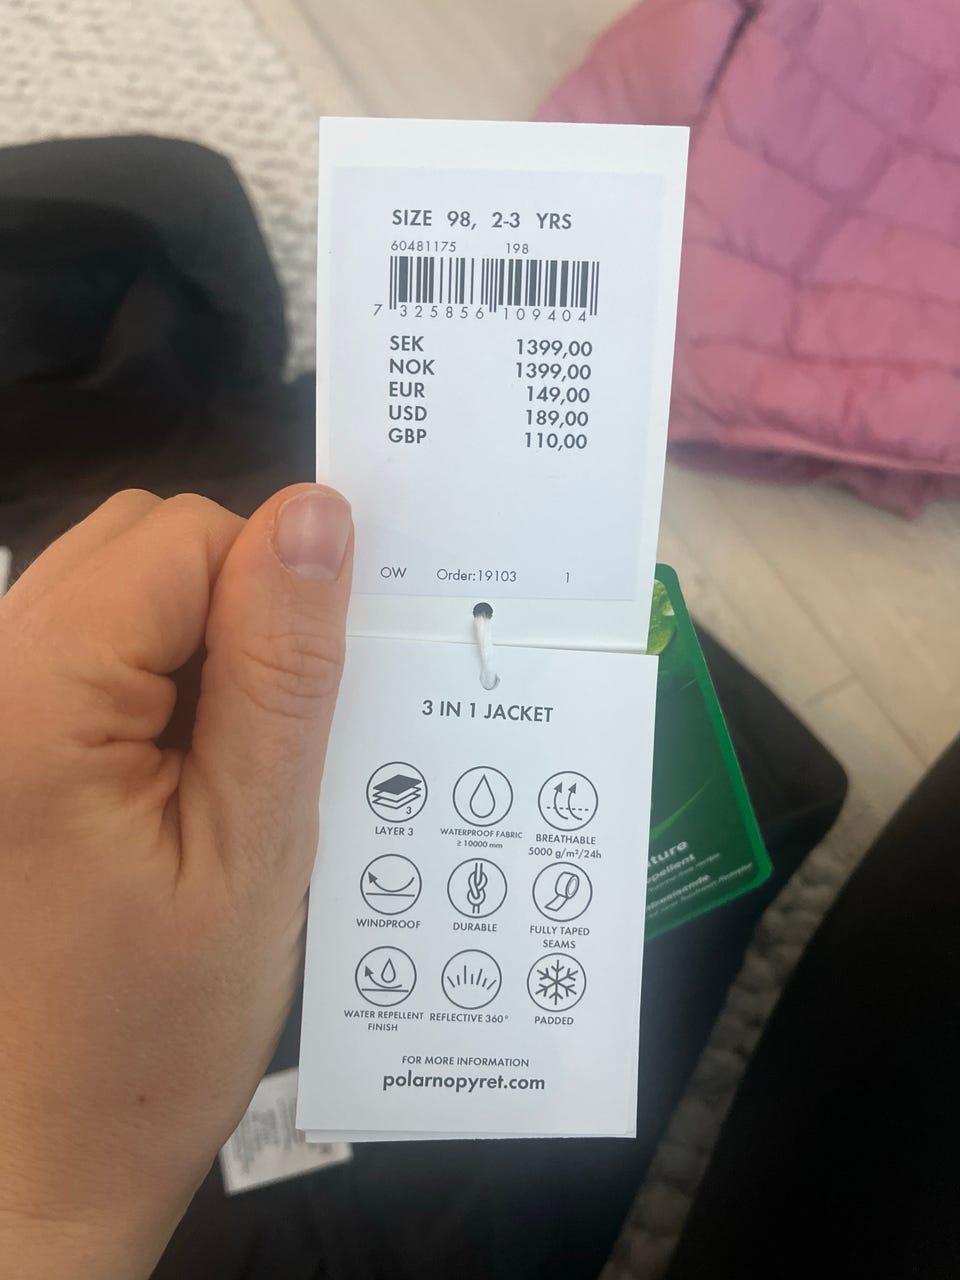 SIZE 98, 2-3 YRS
60481175 198
7 325856 109404
SEK 1399,00
NOK 1399,00
EUR 149,00
USD 189,00
GBP 110,00
OW Order:19103 1
3 IN 1 JACKET
3
LAYER 3
WATERPROOF FABRIC
≥ 10000 mm
BREATHABLE
5000 g/m²/24h
WINDPROOF
DURABLE
FULLY TAPED
SEAMS
WATER REPELLENT
FINISH
REFLECTIVE 360°
PADDED
FOR MORE INFORMATION
polarnopyret.com
ture
epellent